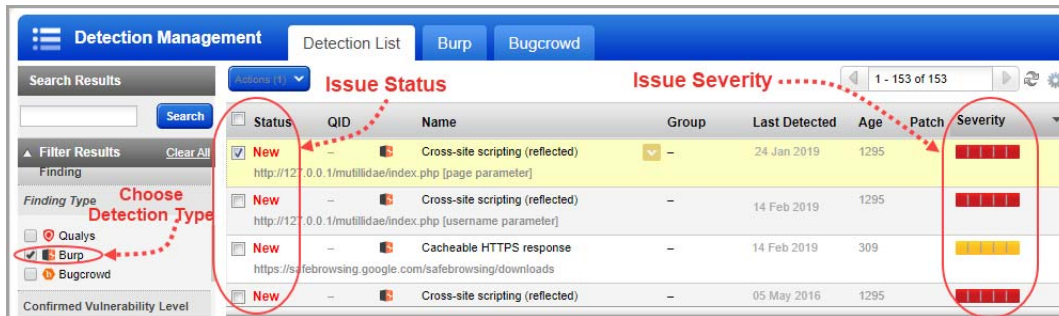 Detection Management
Detection List
Burp
Bugcrowd
Search Results
Actions (1)
Issue Status
Issue Severity
1 - 153 of 153
Search
Status QID Name Group Last Detected Age Patch Severity
Filter Results Clear All
Finding
New – Cross-site scripting (reflected) – 24 Jan 2019 1295
http://127.0.0.1/mutillidae/index.php [page parameter]
Finding Type
Choose
Detection Type
New – Cross-site scripting (reflected) – 14 Feb 2019 1295
http://127.0.0.1/mutillidae/index.php [username parameter]
Qualys
Burp
Bugcrowd
New – Cacheable HTTPS response – 14 Feb 2019 309
https://safebrowsing.google.com/safebrowsing/downloads
Confirmed Vulnerability Level
New – Cross-site scripting (reflected) – 05 May 2016 1295